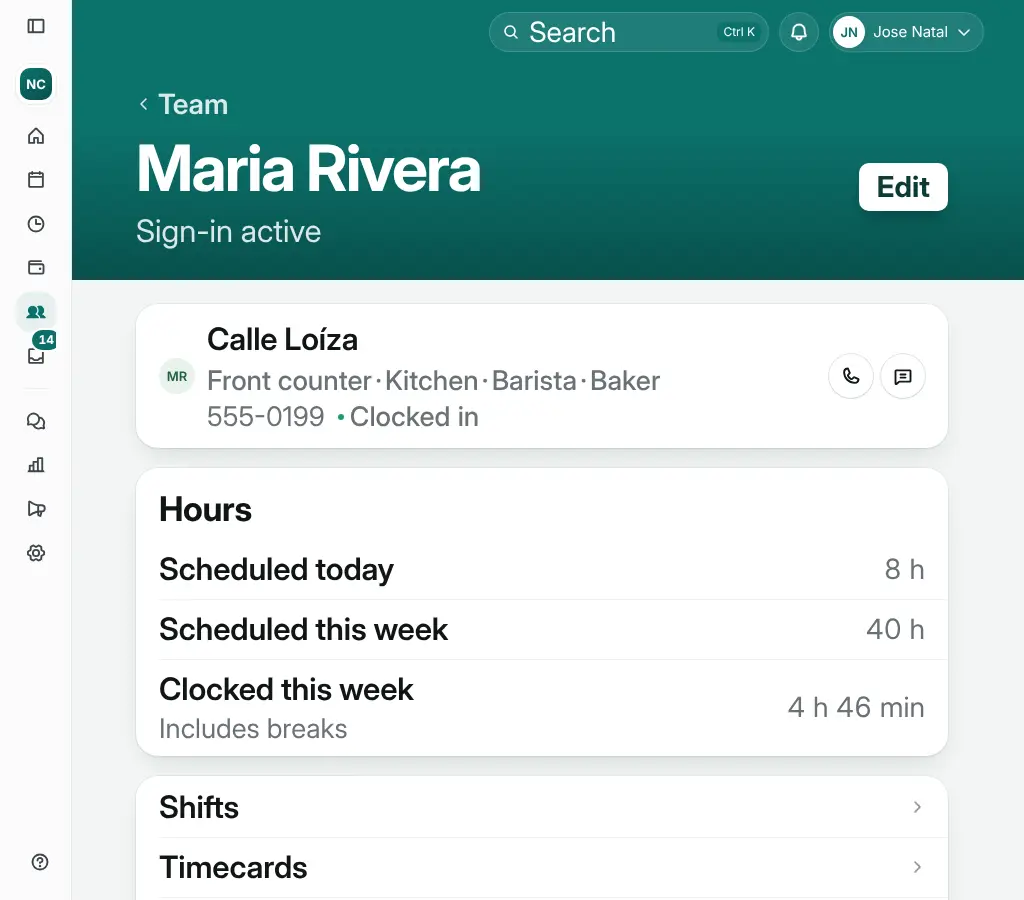 Search
Ctrl K
JN
Jose Natal
NC
Team
Maria Rivera
Sign-in active
Edit
14
MR
Calle Loíza
Front counter · Kitchen · Barista · Baker
555-0199 • Clocked in
Hours
Scheduled today
8 h
Scheduled this week
40 h
Clocked this week
Includes breaks
4 h 46 min
Shifts
Timecards